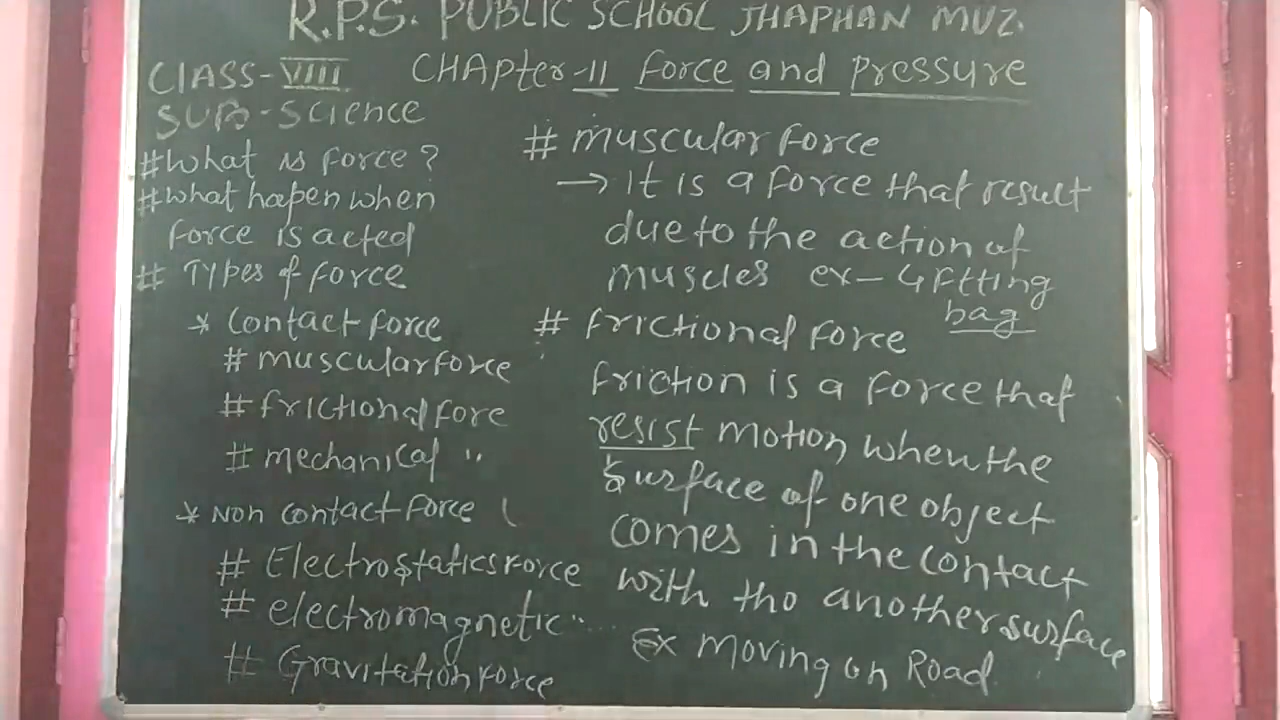 R.P.S. PUBLIC SCHOOL JHAPHAN MUZ.
CLASS-VIII CHAPter-11 Force and Pressure
SUB-Science
# What is force ?
# What hapen when
force is acted
# Types of force
* Contact force
# muscular force
# frictional fore
# mechanical "
* Non contact force (
# Electrostatics Force
# electromagnetic "
# Gravitation Force
# muscular force
→ It is a force that result
due to the action of
muscles ex-
bag
# frictional force
friction is a force that
resist motion when the
surface of one object
comes in the contact
with tho another surface
Ex moving on Road